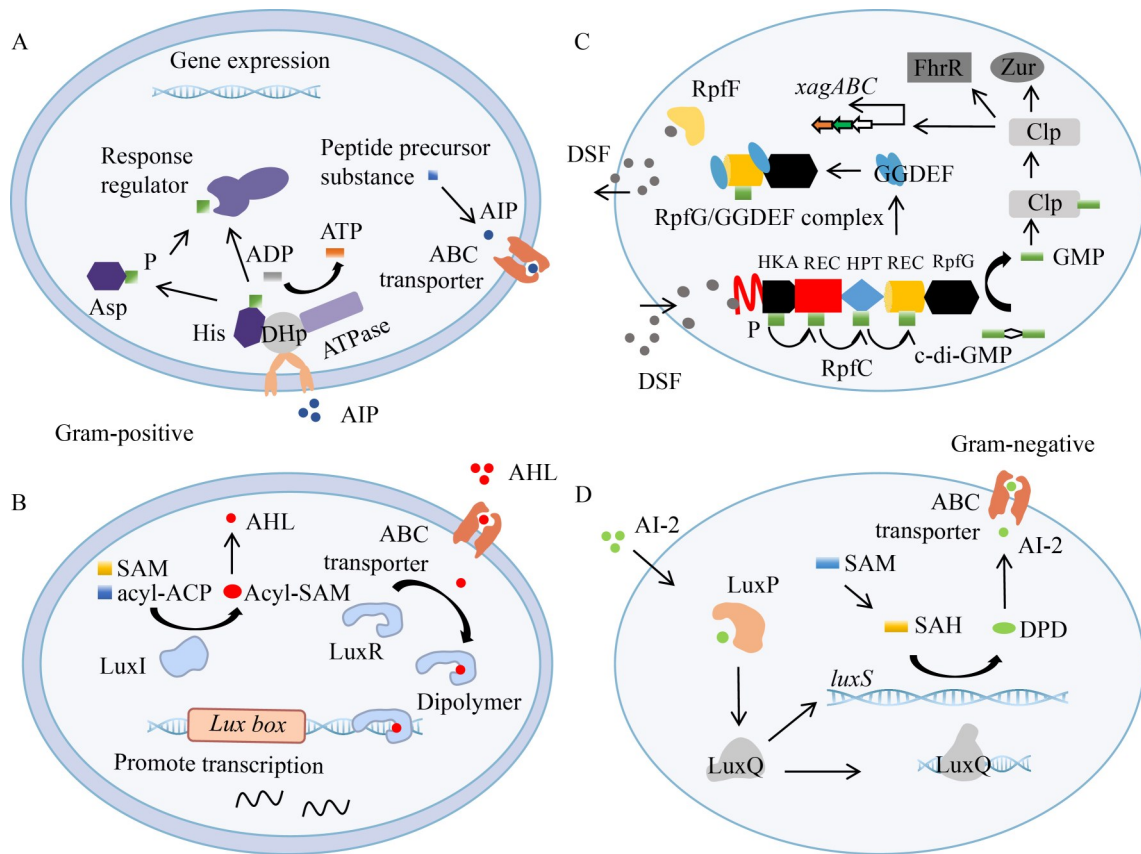 A
Gene expression
Response
regulator
Peptide precursor
substance
AIP
ABC
transporter
P
ADP
ATP
Asp
His
DHp
ATPase
AIP
Gram-positive
C
RpfF
xagABC
FhrR
Zur
Clp
DSF
GGDEF
RpfG/GGDEF complex
Clp
GMP
HKA
REC
HPT
REC
RpfG
P
RpfC
c-di-GMP
DSF
Gram-negative
B
AHL
AHL
ABC
transporter
SAM
acyl-ACP
Acyl-SAM
LuxI
LuxR
Dipolymer
Lux box
Promote transcription
D
ABC
transporter
AI-2
AI-2
SAM
LuxP
SAH
DPD
luxS
LuxQ
LuxQ